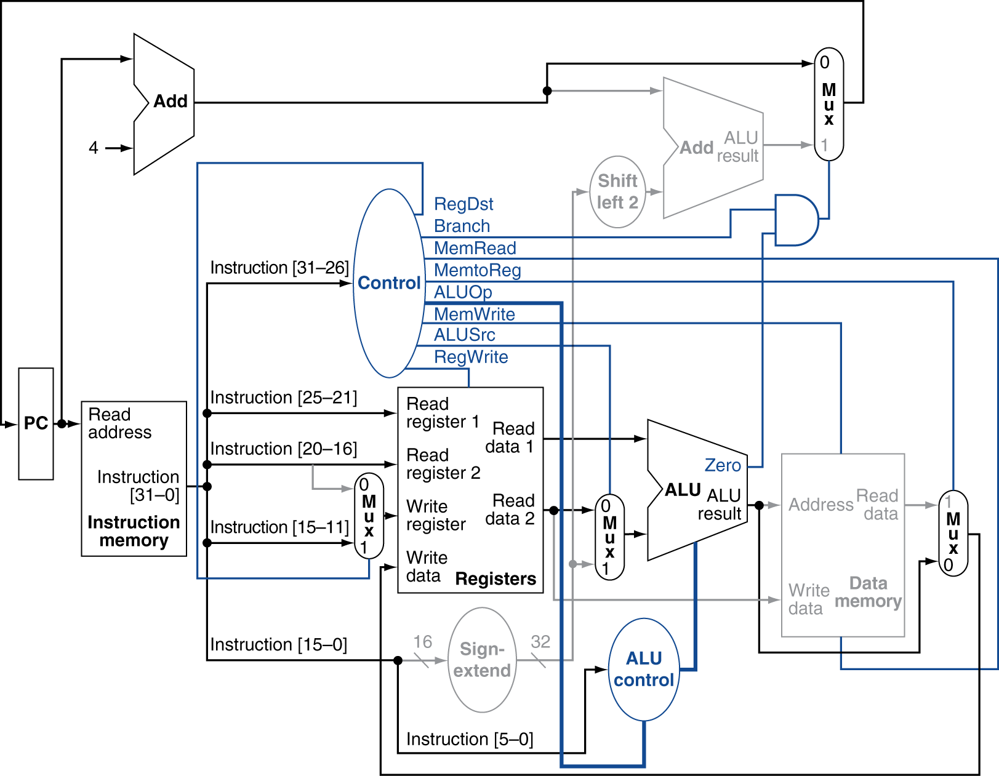 0
M
u
x
1
Add
4
Add
ALU
result
Shift
left 2
RegDst
Branch
MemRead
MemtoReg
ALUOp
MemWrite
ALUSrc
RegWrite
Control
Instruction [31–26]
Instruction [25–21]
Instruction [20–16]
Instruction [15–11]
Instruction [15–0]
Instruction [5–0]
PC
Read
address
Instruction
[31–0]
Instruction
memory
0
M
u
x
1
Read
register 1
Read
register 2
Write
register
Write
data
Read
data 1
Read
data 2
Registers
0
M
u
x
1
Zero
ALU
ALU
result
Address
Read
data
Write
data
Data
memory
1
M
u
x
0
16
Sign-
extend
32
ALU
control